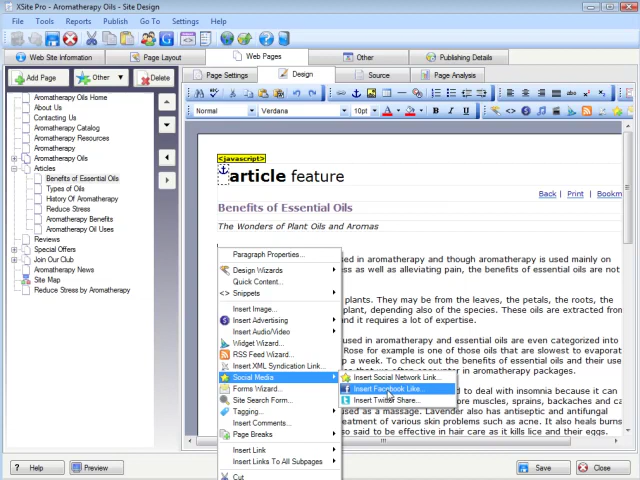 XSite Pro - Aromatherapy Oils - Site Design
File Tools Reports Publish Go To Settings Help
Web Site Information Page Layout Web Pages Other Publishing Details
Add Page Other Delete Page Settings Design Source Page Analysis
Normal Verdana 10pt A B I U
Aromatherapy Oils Home
About Us
Contacting Us
Aromatherapy Catalog
Aromatherapy Resources
Aromatherapy
Aromatherapy Oils
Articles
Benefits of Essential Oils
Types of Oils
History Of Aromatherapy
Reduce Stress
Aromatherapy Benefits
Aromatherapy Oil Uses
Reviews
Special Offers
Join Our Club
Aromatherapy News
Site Map
Reduce Stress by Aromatherapy
<javascript>
article feature
Back | Print | Bookm
Benefits of Essential Oils
The Wonders of Plant Oils and Aromas
ed in aromatherapy and though aromatherapy is used mainly on
ss as well as alleviating pain, the benefits of essential oils are not
plants. They may be from the leaves, the petals, the roots, the
plant, depending also of the species. These oils are extracted from
nd it requires a lot of expertise.
used in aromatherapy and essential oils are even categorized into
Rose for example is one of those oils that are slowest to evaporat
p a week. To check out the benefits of essential oils and their use
that we often encounter in aromatherapy packages.
ed to deal with insomnia because it can
ore muscles, sprains, backaches and ca
used as a massage. Lavender also has antiseptic and antifungal
eatment of various skin problems such as acne. It also heals burns
said to be effective in hair care as it kills lice and their eggs.
Paragraph Properties...
Design Wizards
Quick Content...
Snippets
Insert Image...
Insert Advertising
Insert Audio/Video
Widget Wizard...
RSS Feed Wizard...
Insert XML Syndication Link...
Social Media
Forms Wizard...
Site Search Form...
Tagging...
Insert Comments...
Page Breaks
Insert Link
Insert Links To All Subpages
Cut
Insert Social Network Link...
Insert Facebook Like...
Insert Twitter Share...
Help Preview Save Close